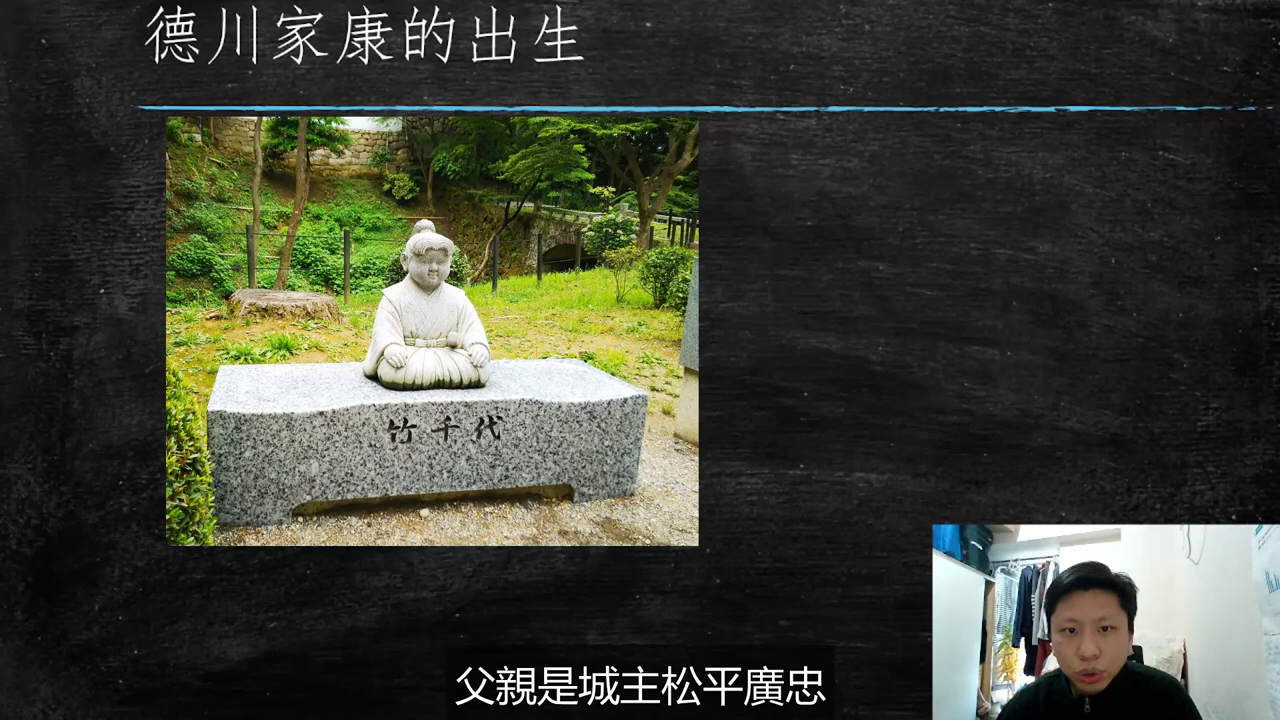 德川家康的出生
竹千代
父親是城主松平廣忠